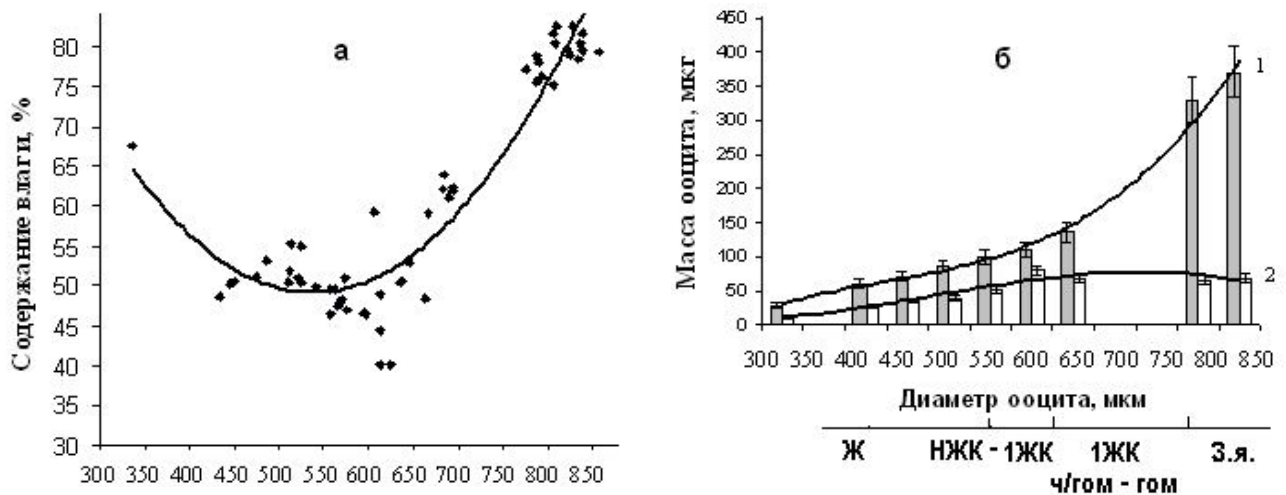 а
Содержание влаги, %
80
75
70
65
60
55
50
45
40
35
30
300 350 400 450 500 550 600 650 700 750 800 850
б
Масса ооцита, мкг
450
400
350
300
250
200
150
100
50
0
1
2
300 350 400 450 500 550 600 650 700 750 800 850
Диаметр ооцита, мкм
Ж НЖК - 1ЖК 1ЖК З.я.
ч/гом - гом